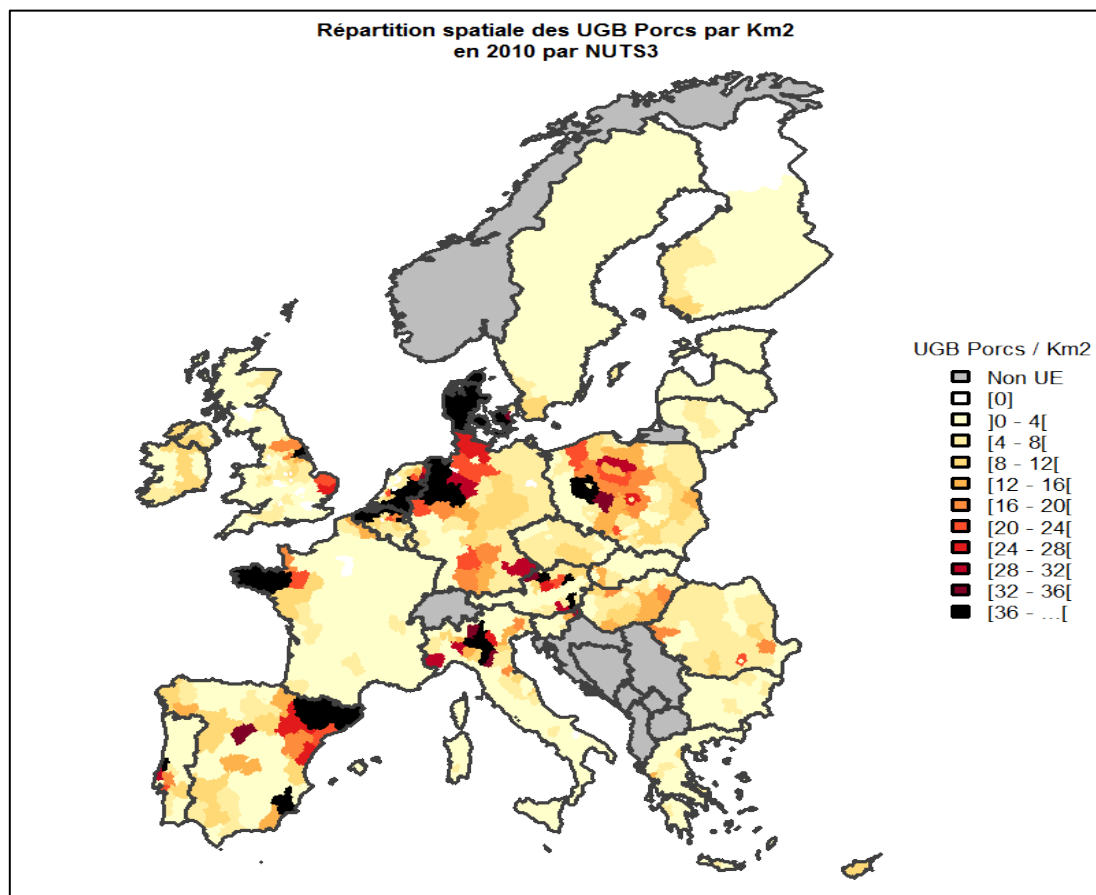 Répartition spatiale des UGB Porcs par Km2
en 2010 par NUTS3
UGB Porcs / Km2
Non UE
[0]
]0 - 4[
[4 - 8[
[8 - 12[
[12 - 16[
[16 - 20[
[20 - 24[
[24 - 28[
[28 - 32[
[32 - 36[
[36 - ...[